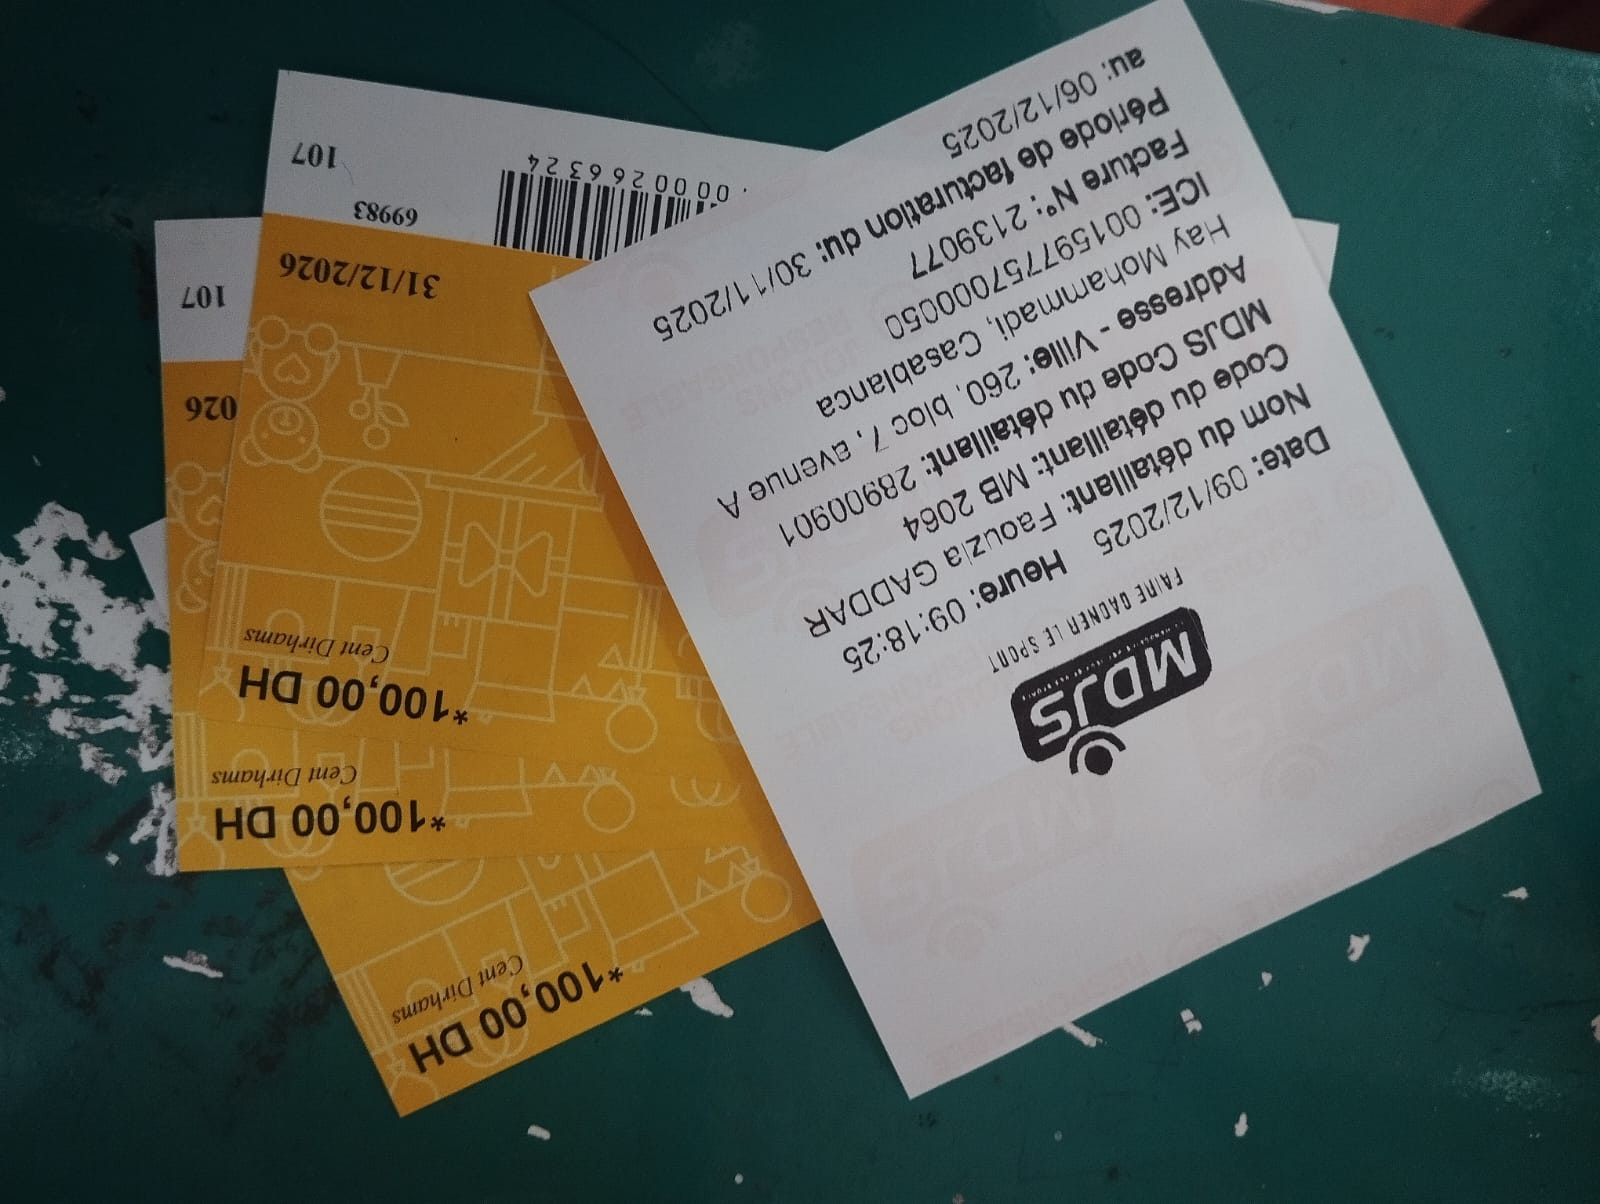 MDJS
FAIRE GAGNER LE SPORT
Date: 09/12/2025 Heure: 09:18:25
Nom du détaillant: Faouzia GADDAR
Code du détaillant: MB 2064
MDJS Code du détaillant: 28900901
Addresse - Ville: 260, bloc 7, avenue A
Hay Mohammadi, Casablanca
ICE: 001597757000050
Facture N°: 2139077
Période de facturation du: 30/11/2025
au: 06/12/2025
*100,00 DH
Cent Dirhams
*100,00 DH
Cent Dirhams
026
107
*100,00 DH
Cent Dirhams
31/12/2026
69983
0000266324
107